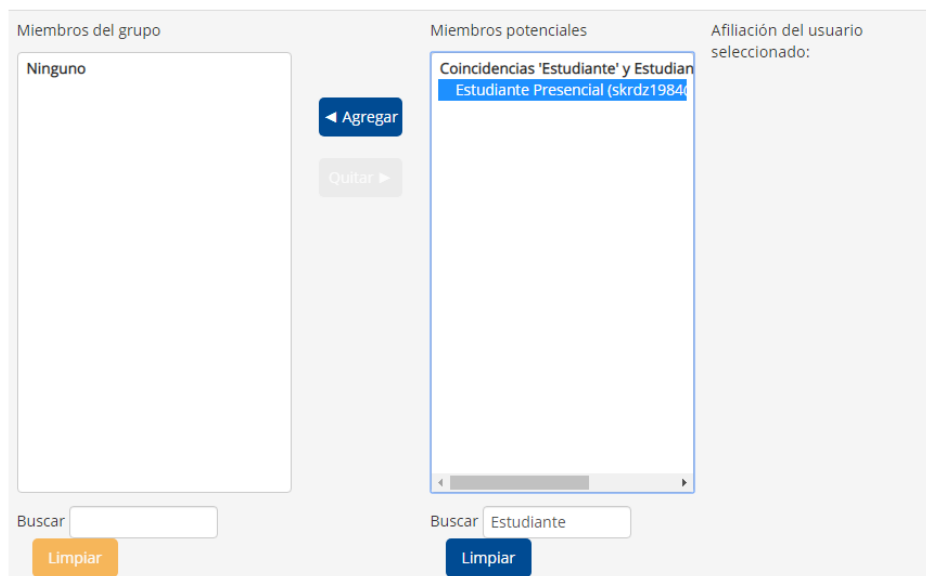 Miembros del grupo
Ninguno
◄ Agregar
Quitar ►
Miembros potenciales
Coincidencias 'Estudiante' y Estudian
Estudiante Presencial (skrdz1984
Afiliación del usuario
seleccionado:
Buscar
Limpiar
Buscar Estudiante
Limpiar